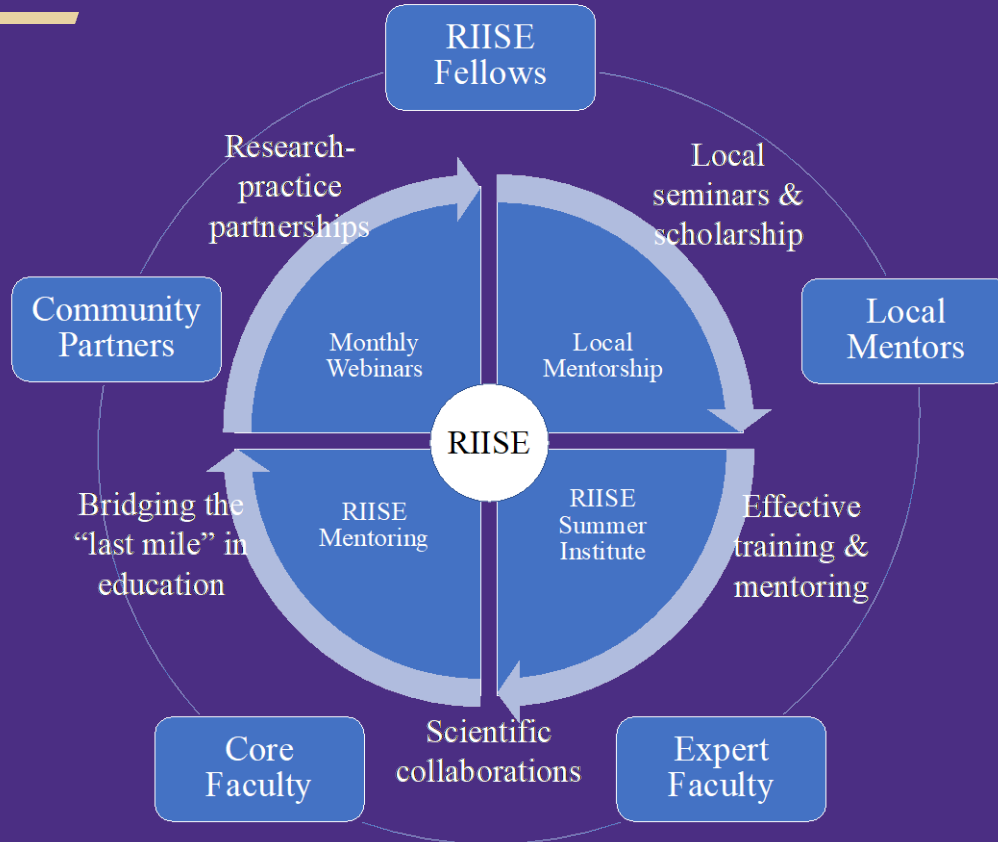 RIISE
Fellows
Research-
practice
partnerships
Local
seminars &
scholarship
Community
Partners
Local
Mentors
Monthly
Webinars
Local
Mentorship
RIISE
Bridging the
“last mile” in
education
RIISE
Mentoring
RIISE
Summer
Institute
Effective
training &
mentoring
Scientific
collaborations
Core
Faculty
Expert
Faculty